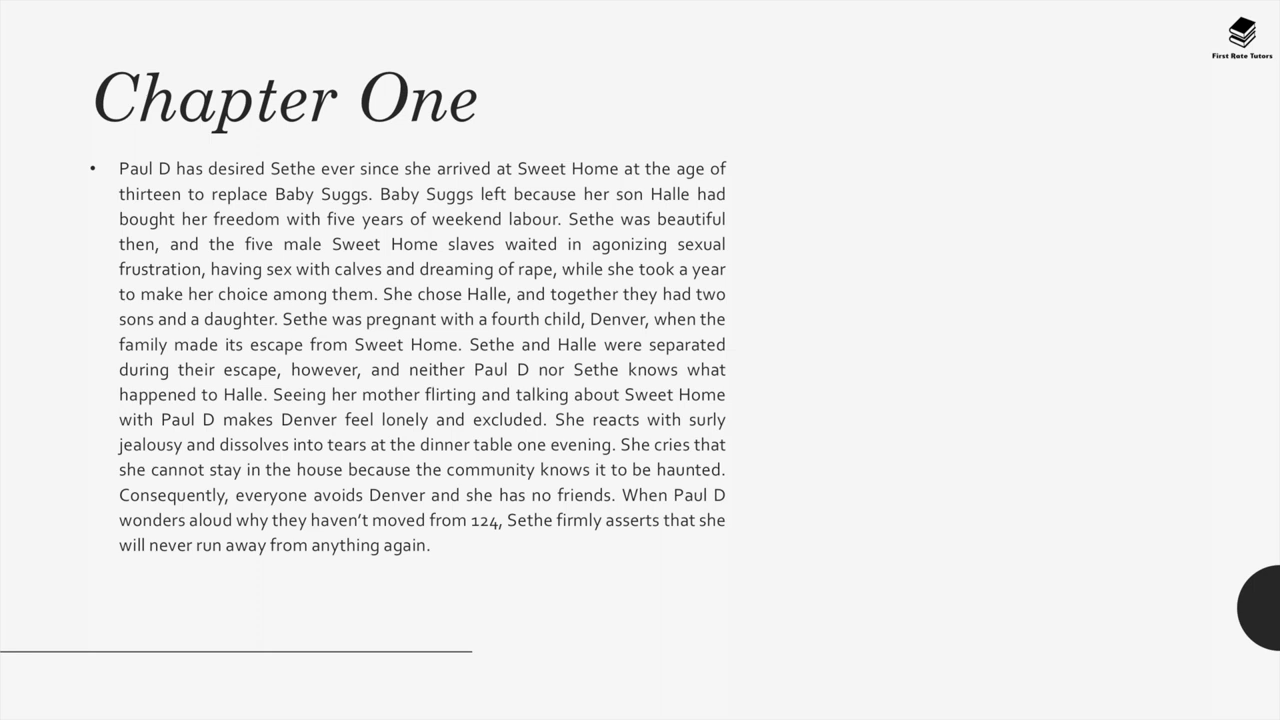 First Rate Tutors
Chapter One
• Paul D has desired Sethe ever since she arrived at Sweet Home at the age of
thirteen to replace Baby Suggs. Baby Suggs left because her son Halle had
bought her freedom with five years of weekend labour. Sethe was beautiful
then, and the five male Sweet Home slaves waited in agonizing sexual
frustration, having sex with calves and dreaming of rape, while she took a year
to make her choice among them. She chose Halle, and together they had two
sons and a daughter. Sethe was pregnant with a fourth child, Denver, when the
family made its escape from Sweet Home. Sethe and Halle were separated
during their escape, however, and neither Paul D nor Sethe knows what
happened to Halle. Seeing her mother flirting and talking about Sweet Home
with Paul D makes Denver feel lonely and excluded. She reacts with surly
jealousy and dissolves into tears at the dinner table one evening. She cries that
she cannot stay in the house because the community knows it to be haunted.
Consequently, everyone avoids Denver and she has no friends. When Paul D
wonders aloud why they haven’t moved from 124, Sethe firmly asserts that she
will never run away from anything again.